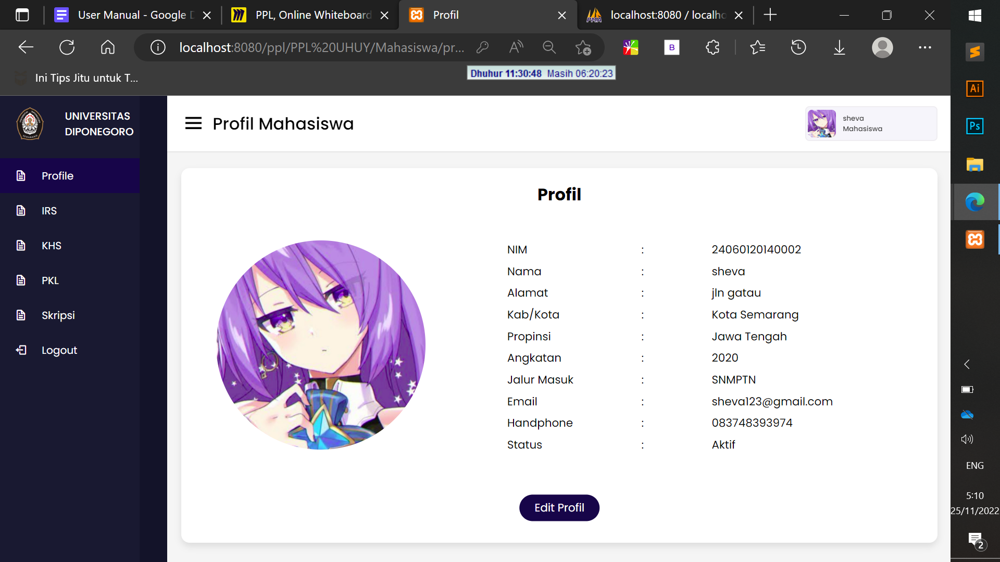 User Manual - Google D
PPL, Online Whiteboard
Profil
localhost:8080 / localho
localhost:8080/ppl/PPL%20UHUY/Mahasiswa/pr...
B
Ini Tips Jitu untuk T...
Dhuhur 11:30:48 Masih 06:20:23
UNIVERSITAS
DIPONEGORO
Profile
IRS
KHS
PKL
Skripsi
Logout
Profil Mahasiswa
sheva
Mahasiswa
Profil
NIM : 24060120140002
Nama : sheva
Alamat : jln gatau
Kab/Kota : Kota Semarang
Propinsi : Jawa Tengah
Angkatan : 2020
Jalur Masuk : SNMPTN
Email : sheva123@gmail.com
Handphone : 083748393974
Status : Aktif
Edit Profil
Ai
Ps
ENG
5:10
25/11/2022
2